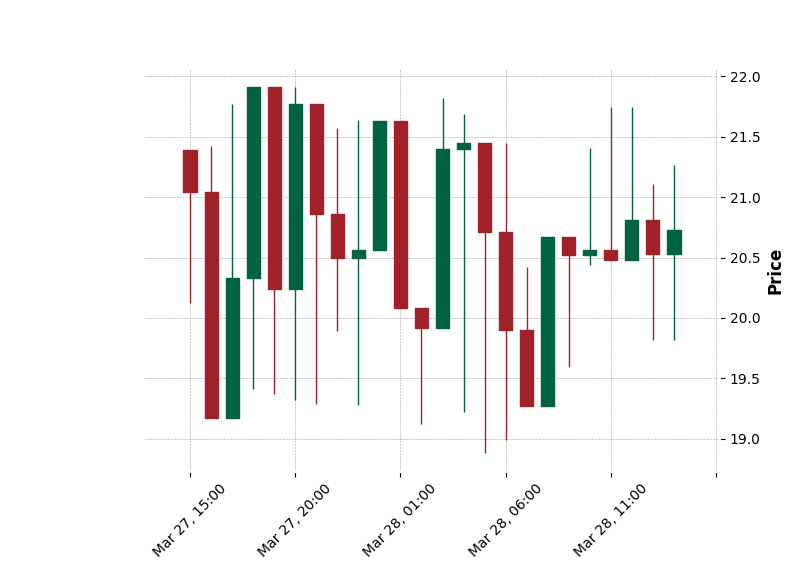 22.0
21.5
21.0
20.5
20.0
19.5
19.0
Price
Mar 27, 15:00
Mar 27, 20:00
Mar 28, 01:00
Mar 28, 06:00
Mar 28, 11:00